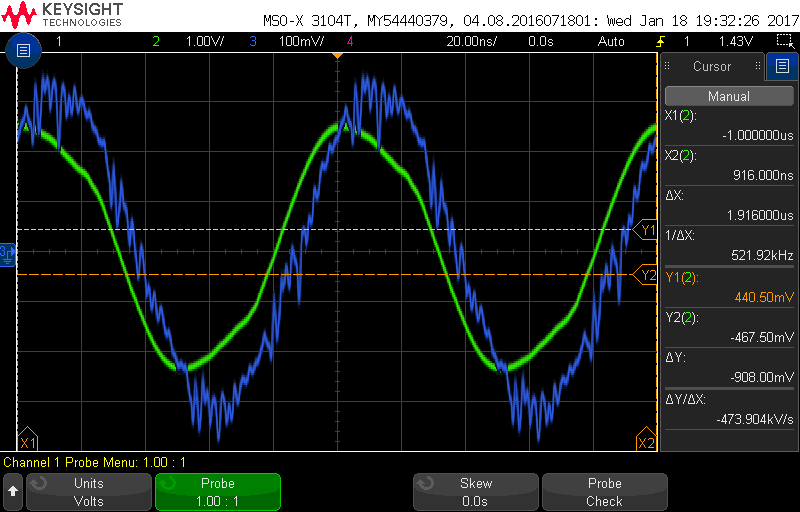 KEYSIGHT
TECHNOLOGIES
MSO-X 3104T, MY54440379, 04.08.2016071801: Wed Jan 18 19:32:26 2017
1 2 1.00V/ 3 100mV/ 4 20.00ns/ 0.0s Auto 1 1.43V
Cursor
Manual
X1(2):
-1.000000us
X2(2):
916.000ns
ΔX:
1.916000us
1/ΔX:
521.92kHz
Y1(2):
440.50mV
Y2(2):
-467.50mV
ΔY:
-908.00mV
ΔY/ΔX:
-473.904kV/s
Y1
3
Y2
X1
X2
Channel 1 Probe Menu: 1.00 : 1
Units
Volts
Probe
1.00 : 1
Skew
0.0s
Probe
Check